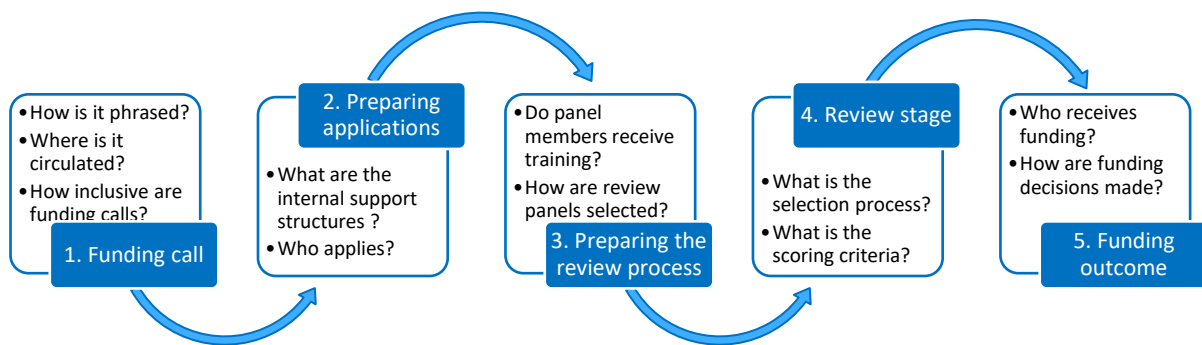 • How is it phrased?
• Where is it
circulated?
• How inclusive are
funding calls?
1. Funding call
2. Preparing
applications
• What are the
internal support
structures ?
• Who applies?
• Do panel
members receive
training?
• How are review
panels selected?
3. Preparing the
review process
4. Review stage
• What is the
selection process?
• What is the
scoring criteria?
• Who receives
funding?
• How are funding
decisions made?
5. Funding
outcome